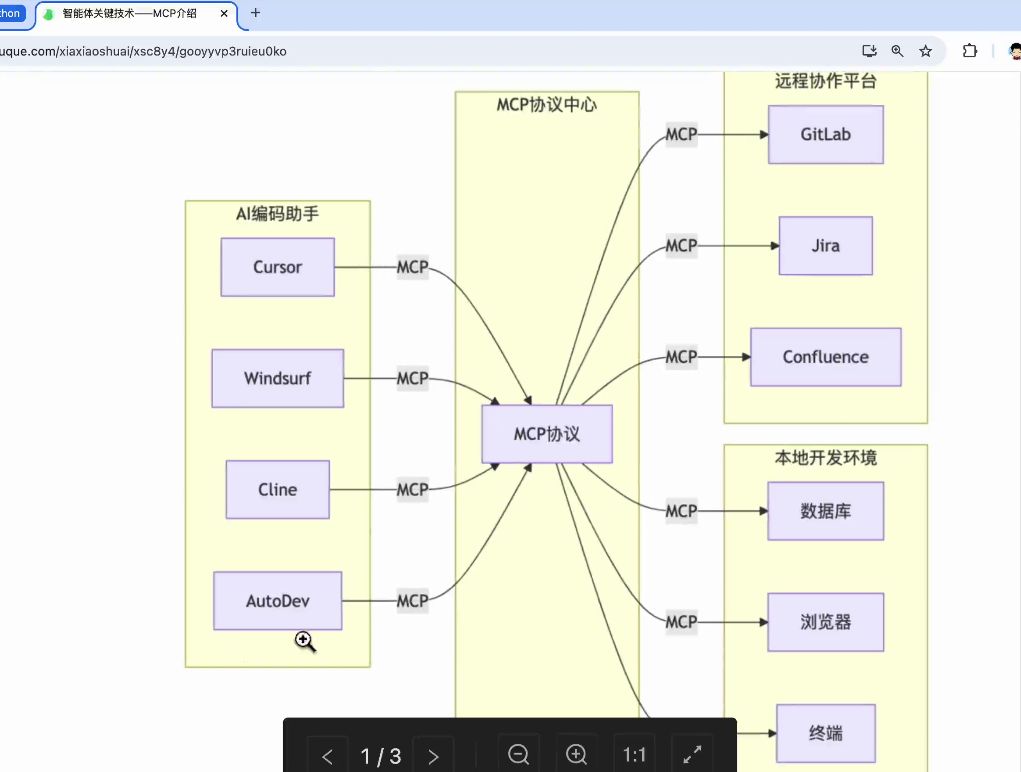 thon
智能体关键技术——MCP介绍
uque.com/xiaxiaoshuai/xsc8y4/gooyyvp3ruieu0ko
AI编码助手
Cursor
Windsurf
Cline
AutoDev
MCP
MCP
MCP
MCP
MCP协议中心
MCP协议
MCP
MCP
MCP
MCP
MCP
远程协作平台
GitLab
Jira
Confluence
本地开发环境
数据库
浏览器
终端
1 / 3
1:1